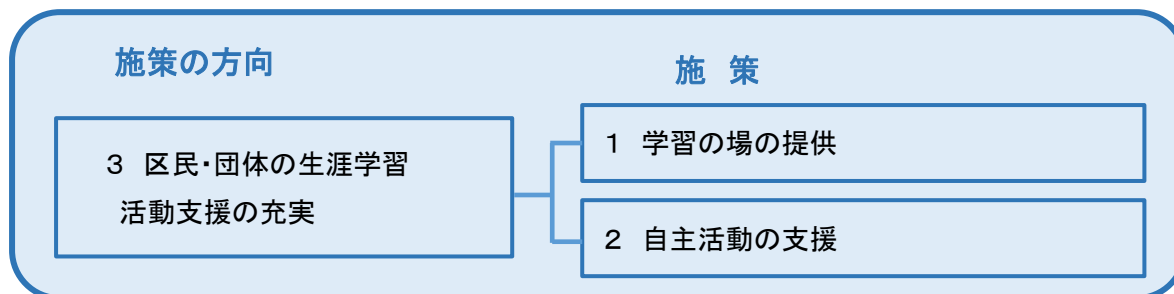 施策の方向
施 策
3 区民・団体の生涯学習
活動支援の充実
1 学習の場の提供
2 自主活動の支援